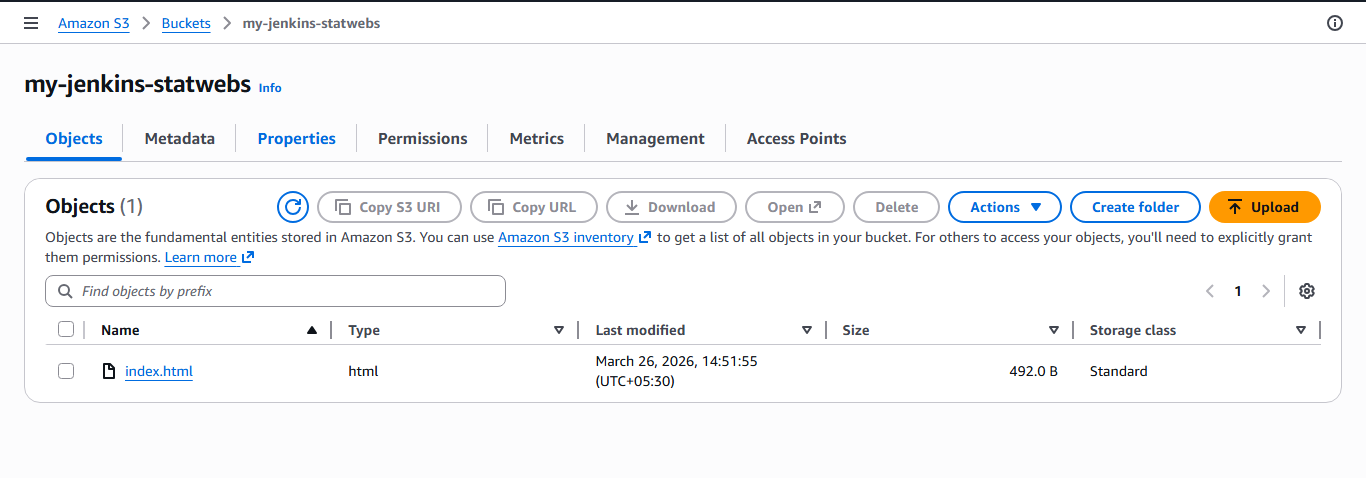 Amazon S3 > Buckets > my-jenkins-statwebs
my-jenkins-statwebs Info
Objects Metadata Properties Permissions Metrics Management Access Points
Objects (1) Copy S3 URI Copy URL Download Open Delete Actions Create folder Upload
Objects are the fundamental entities stored in Amazon S3. You can use Amazon S3 inventory to get a list of all objects in your bucket. For others to access your objects, you'll need to explicitly grant
them permissions. Learn more
Find objects by prefix 1
Name Type Last modified Size Storage class
index.html html March 26, 2026, 14:51:55 492.0 B Standard
(UTC+05:30)